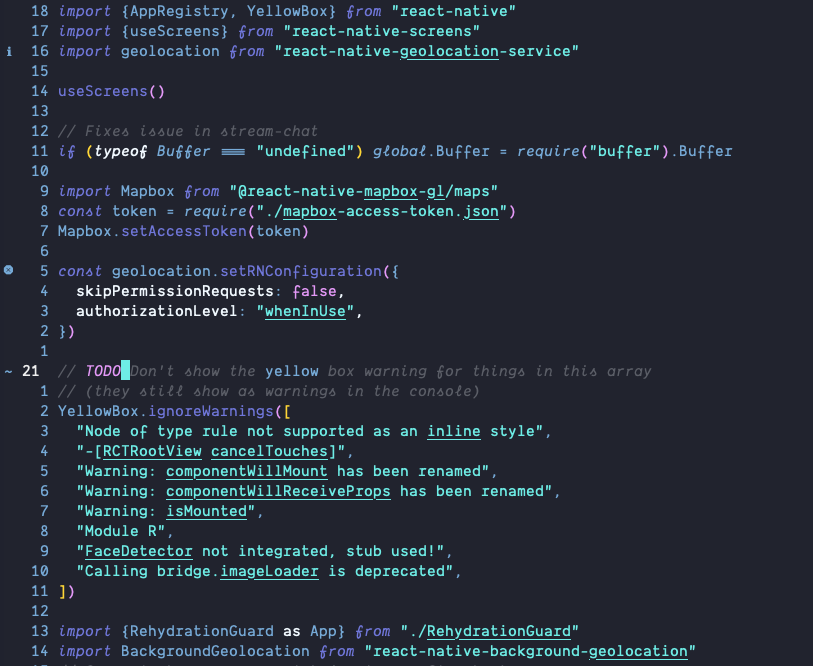 18 import {AppRegistry, YellowBox} from "react-native"
17 import {useScreens} from "react-native-screens"
i 16 import geolocation from "react-native-geolocation-service"
15
14 useScreens()
13
12 // Fixes issue in stream-chat
11 if (typeof Buffer === "undefined") global.Buffer = require("buffer").Buffer
10
9 import Mapbox from "@react-native-mapbox-gl/maps"
8 const token = require("./mapbox-access-token.json")
7 Mapbox.setAccessToken(token)
6
5 const geolocation.setRNConfiguration({
4   skipPermissionRequests: false,
3   authorizationLevel: "whenInUse",
2 })
1
~ 21 // TODO Don't show the yellow box warning for things in this array
1 // (they still show as warnings in the console)
2 YellowBox.ignoreWarnings([
3   "Node of type rule not supported as an inline style",
4   "-[RCTRootView cancelTouches]",
5   "Warning: componentWillMount has been renamed",
6   "Warning: componentWillReceiveProps has been renamed",
7   "Warning: isMounted",
8   "Module R",
9   "FaceDetector not integrated, stub used!",
10   "Calling bridge.imageLoader is deprecated",
11 ])
12
13 import {RehydrationGuard as App} from "./RehydrationGuard"
14 import BackgroundGeolocation from "react-native-background-geolocation"